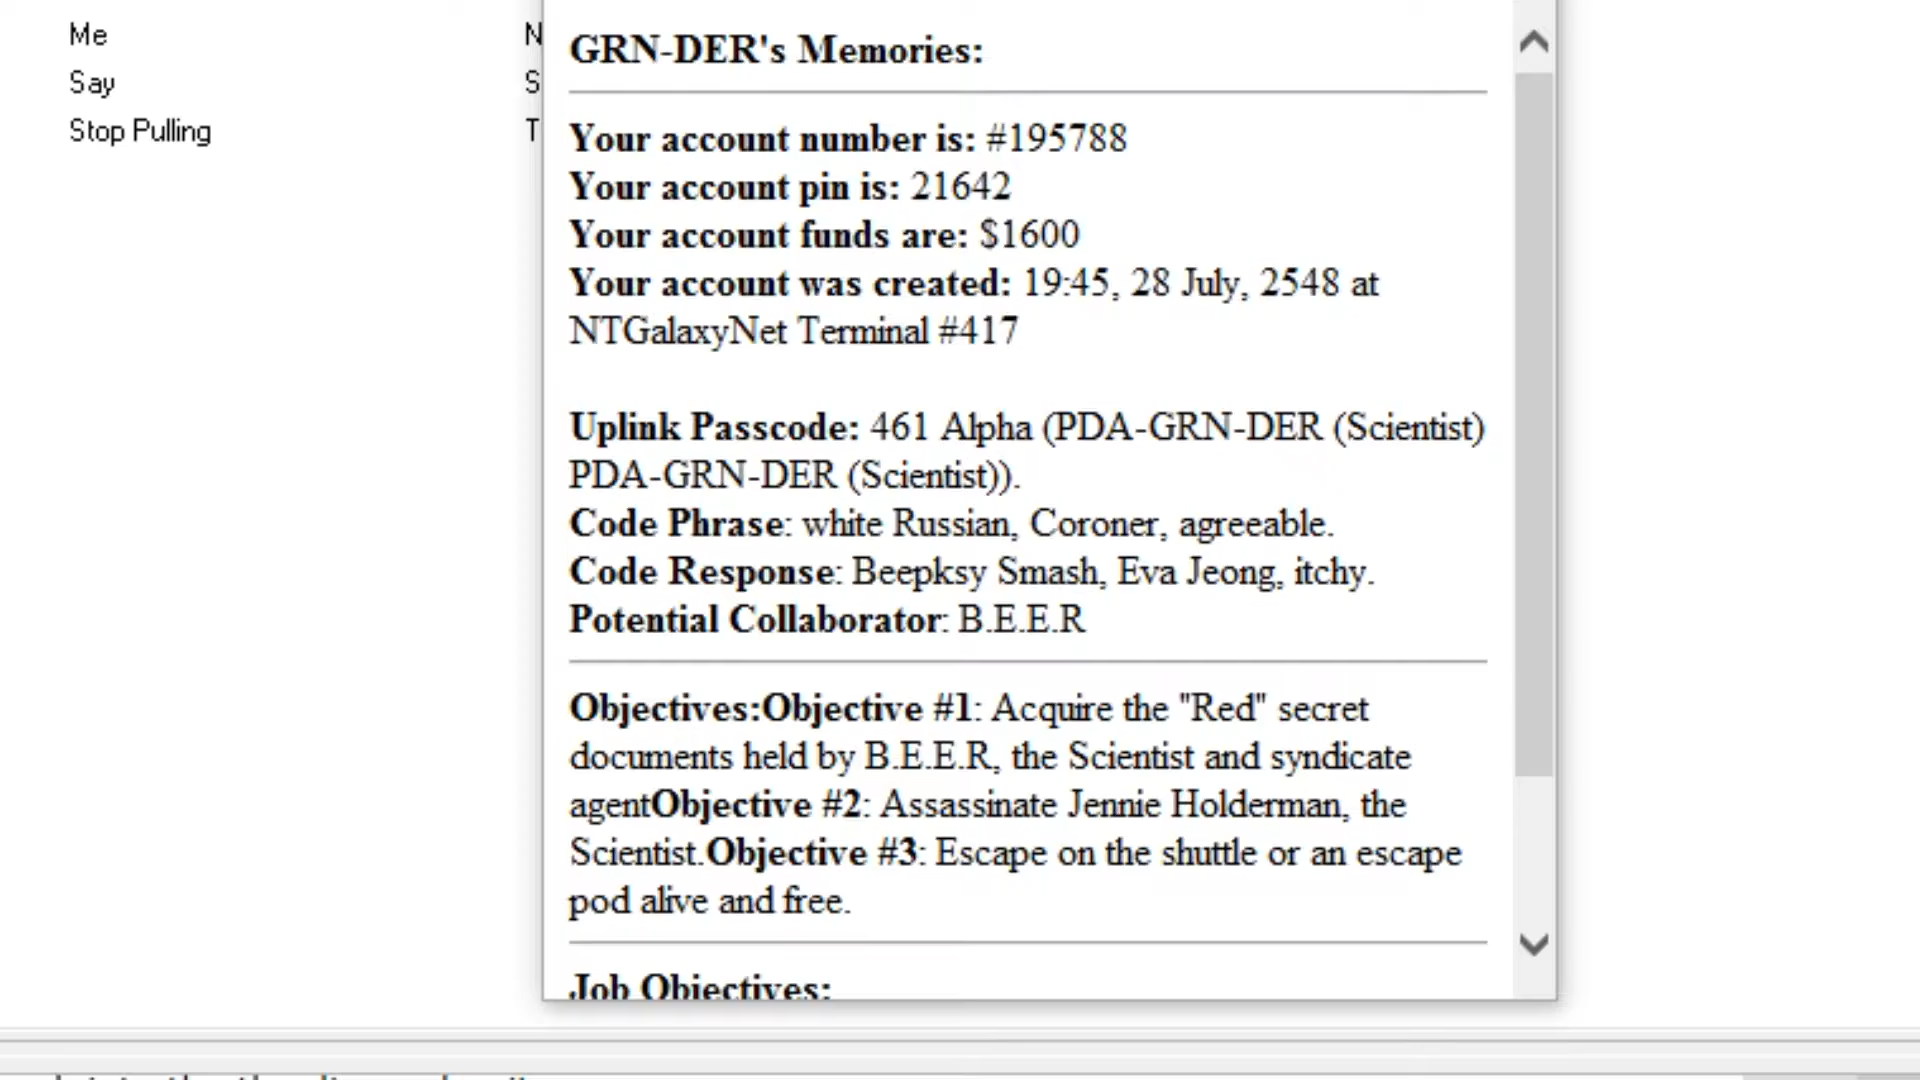 Me
Say
Stop Pulling
N
S
T
GRN-DER's Memories:
Your account number is: #195788
Your account pin is: 21642
Your account funds are: $1600
Your account was created: 19:45, 28 July, 2548 at
NTGalaxyNet Terminal #417
Uplink Passcode: 461 Alpha (PDA-GRN-DER (Scientist)
PDA-GRN-DER (Scientist)).
Code Phrase: white Russian, Coroner, agreeable.
Code Response: Beepksy Smash, Eva Jeong, itchy.
Potential Collaborator: B.E.E.R
Objectives:Objective #1: Acquire the "Red" secret
documents held by B.E.E.R, the Scientist and syndicate
agentObjective #2: Assassinate Jennie Holderman, the
Scientist.Objective #3: Escape on the shuttle or an escape
pod alive and free.
Job Objectives: